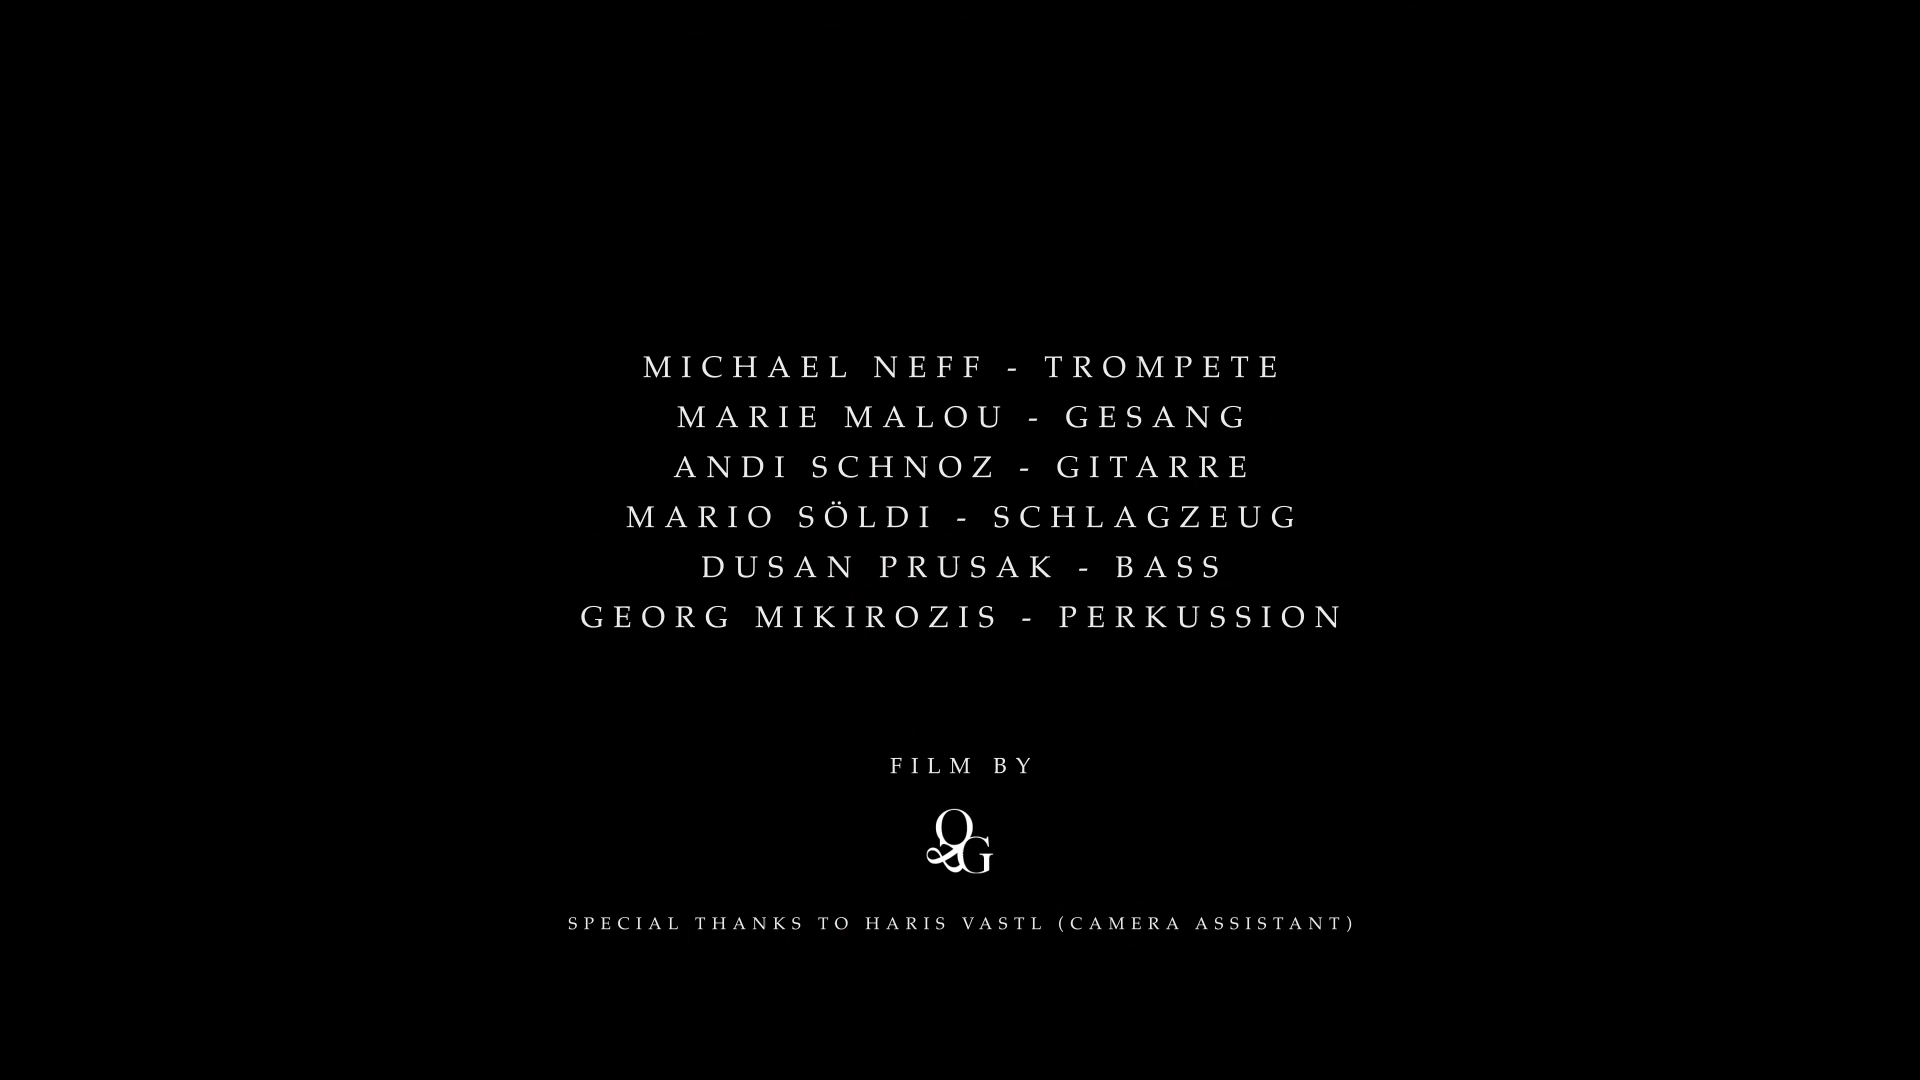 MICHAEL NEFF - TROMPETE
MARIE MALOU - GESANG
ANDI SCHNOZ - GITARRE
MARIO SÖLDI - SCHLAGZEUG
DUSAN PRUSAK - BASS
GEORG MIKIROZIS - PERKUSSION
FILM BY
O&G
SPECIAL THANKS TO HARIS VASTL (CAMERA ASSISTANT)